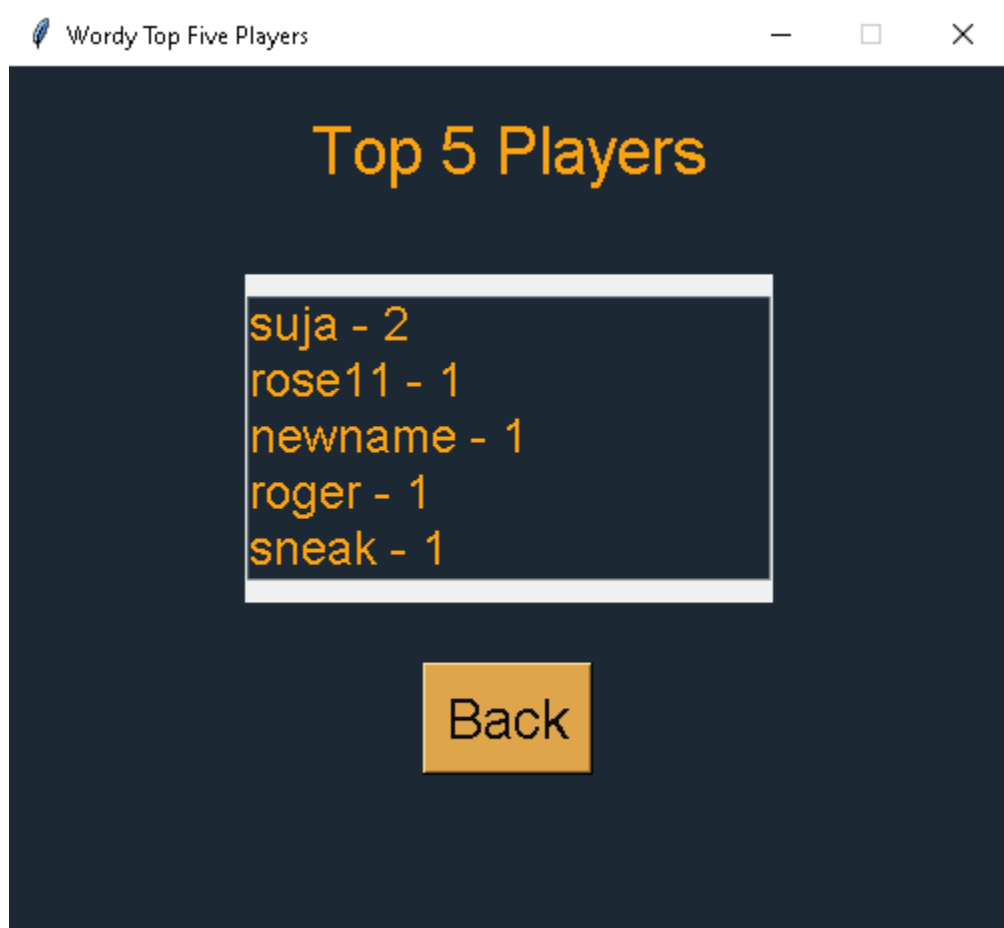 Wordy Top Five Players
Top 5 Players
suja - 2
rose11 - 1
newname - 1
roger - 1
sneak - 1
Back